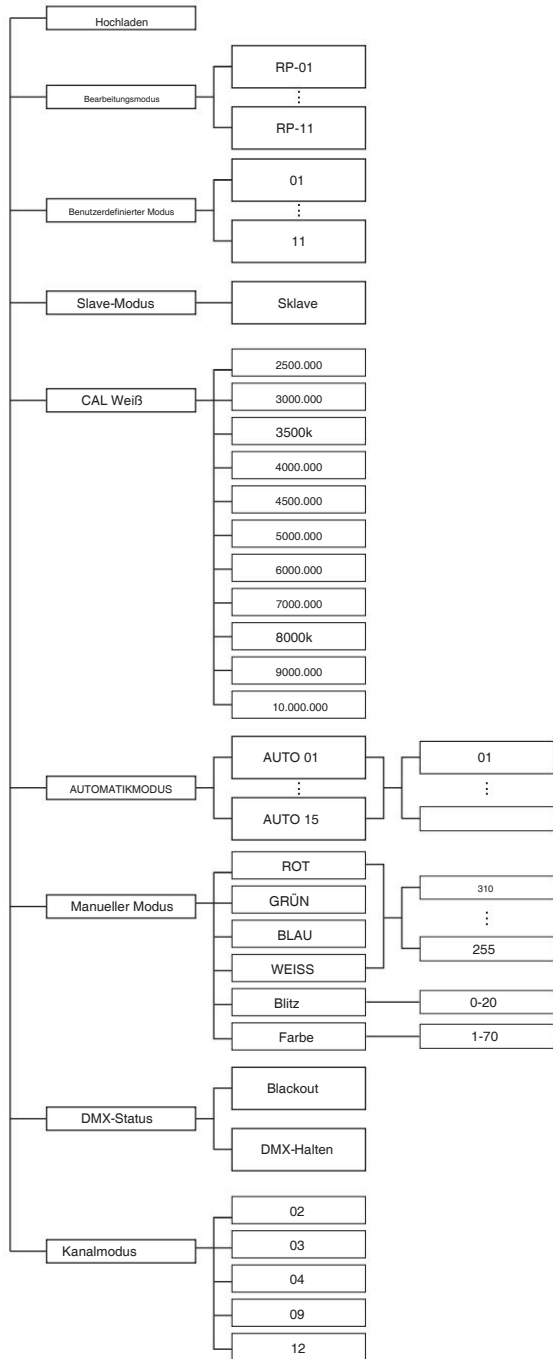 Hochladen
Bearbeitungsmodus
RP-01
RP-11
Benutzerdefinierter Modus
01
11
Slave-Modus
Sklave
CAL Weiß
2500.000
3000.000
3500k
4000.000
4500.000
5000.000
6000.000
7000.000
8000k
9000.000
10.000.000
AUTOMATIKMODUS
AUTO 01
AUTO 15
01
Manueller Modus
ROT
GRÜN
BLAU
WEISS
310
255
Blitz
0-20
Farbe
1-70
DMX-Status
Blackout
DMX-Halten
Kanalmodus
02
03
04
09
12